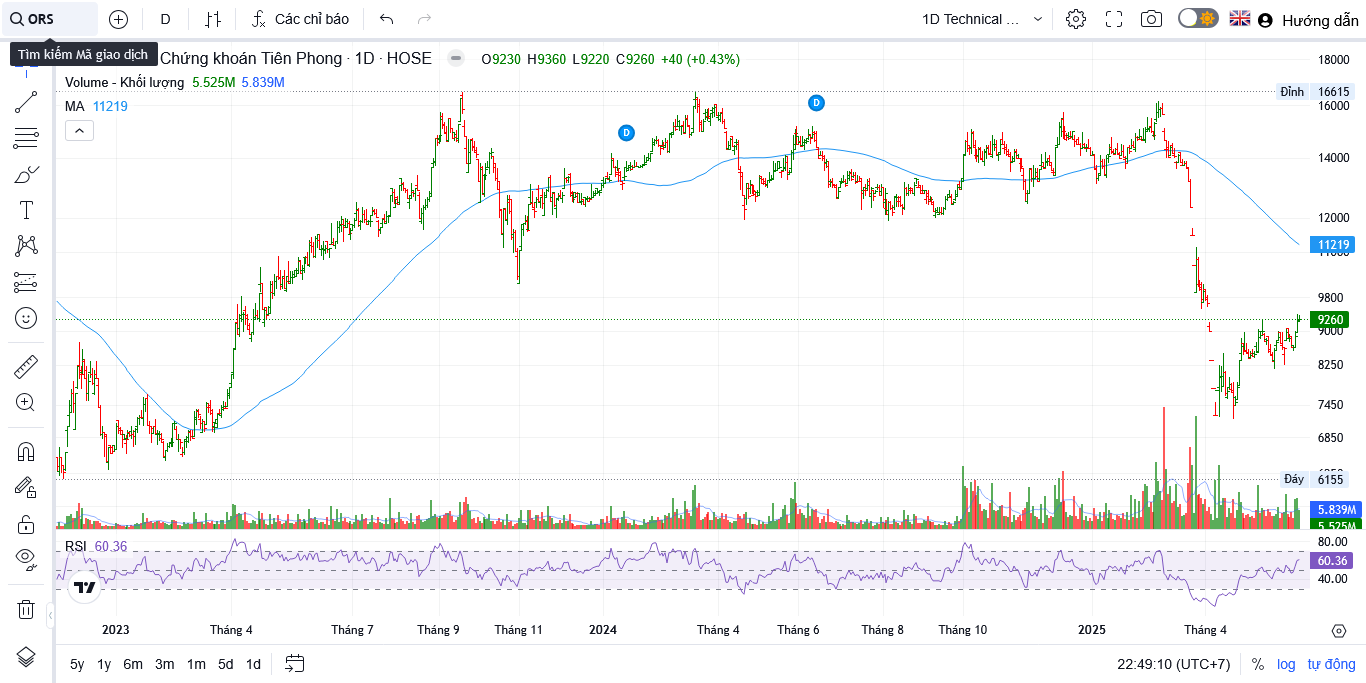 ORS
D
Các chỉ báo
1D Technical ...
Hướng dẫn
Tìm kiếm Mã giao dịch
Chứng khoán Tiên Phong · 1D · HOSE
O9230 H9360 L9220 C9260 +40 (+0.43%)
Volume - Khối lượng 5.525M 5.839M
MA 11219
D
D
18000
Đỉnh 16615
16000
14000
12000
11219
11000
9800
9260
9000
8250
7450
6850
Đáy 6155
5.839M
5.525M
RSI 60.36
80.00
60.36
40.00
2023 Tháng 4 Tháng 7 Tháng 9 Tháng 11 2024 Tháng 4 Tháng 6 Tháng 8 Tháng 10 2025 Tháng 4
5y 1y 6m 3m 1m 5d 1d
22:49:10 (UTC+7) % log tự động